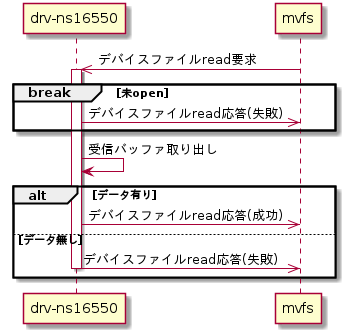 drv-ns16550 mvfs
デバイスファイルread要求
break [未open]
デバイスファイルread応答(失敗)
受信バッファ取り出し
alt [データ有り]
デバイスファイルread応答(成功)
[データ無し]
デバイスファイルread応答(失敗)
drv-ns16550 mvfs